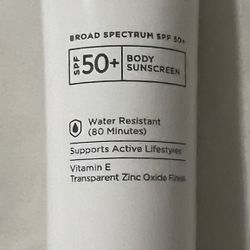 BROAD SPECTRUM SPF 50+
SPF 50+ BODY
SUNSCREEN
Water Resistant
(80 Minutes)
Supports Active Lifestyles
Vitamin E
Transparent Zinc Oxide Finish